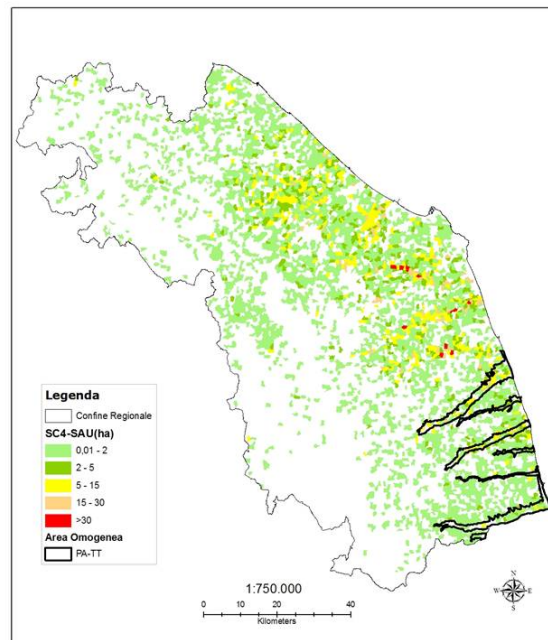 Legenda
Confine Regionale
SC4-SAU(ha)
0,01 - 2
2 - 5
5 - 15
15 - 30
>30
Area Omogenea
PA-TT
1:750.000
0 10 20 40
Kilometers
N
W E
S